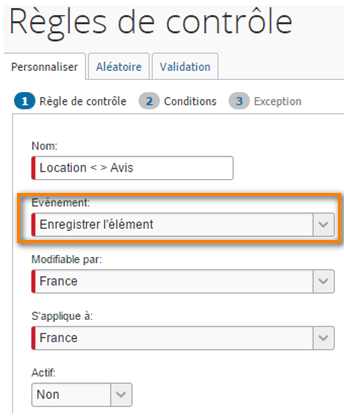 Règles de contrôle
Personnaliser Aléatoire Validation
1 Règle de contrôle 2 Conditions 3 Exception
Nom:
Location < > Avis
Evénement:
Enregistrer l'élément
Modifiable par:
France
S'applique à:
France
Actif:
Non